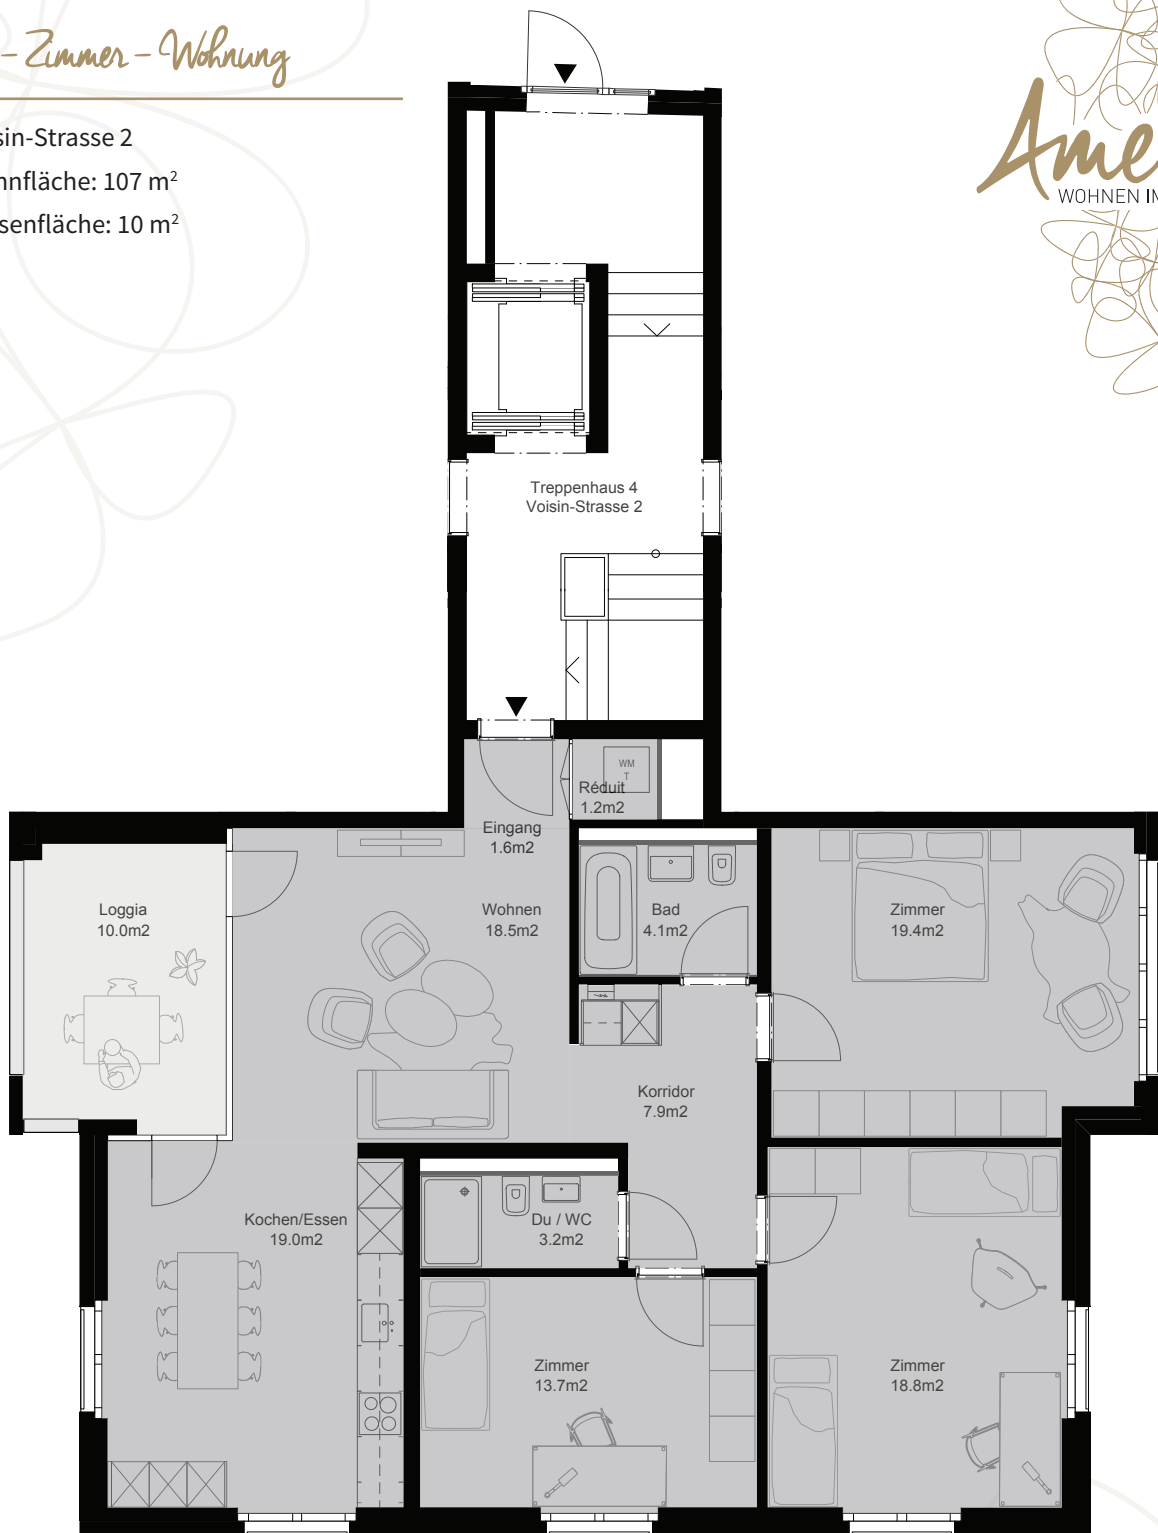 - Zimmer - Wohnung
sin-Strasse 2
nnfläche: 107 m²
senfläche: 10 m²
Ame
WOHNEN IM
Treppenhaus 4
Voisin-Strasse 2
WM
T
Réduit
1.2m2
Eingang
1.6m2
Loggia
10.0m2
Wohnen
18.5m2
Bad
4.1m2
Zimmer
19.4m2
Korridor
7.9m2
Kochen/Essen
19.0m2
Du / WC
3.2m2
Zimmer
13.7m2
Zimmer
18.8m2